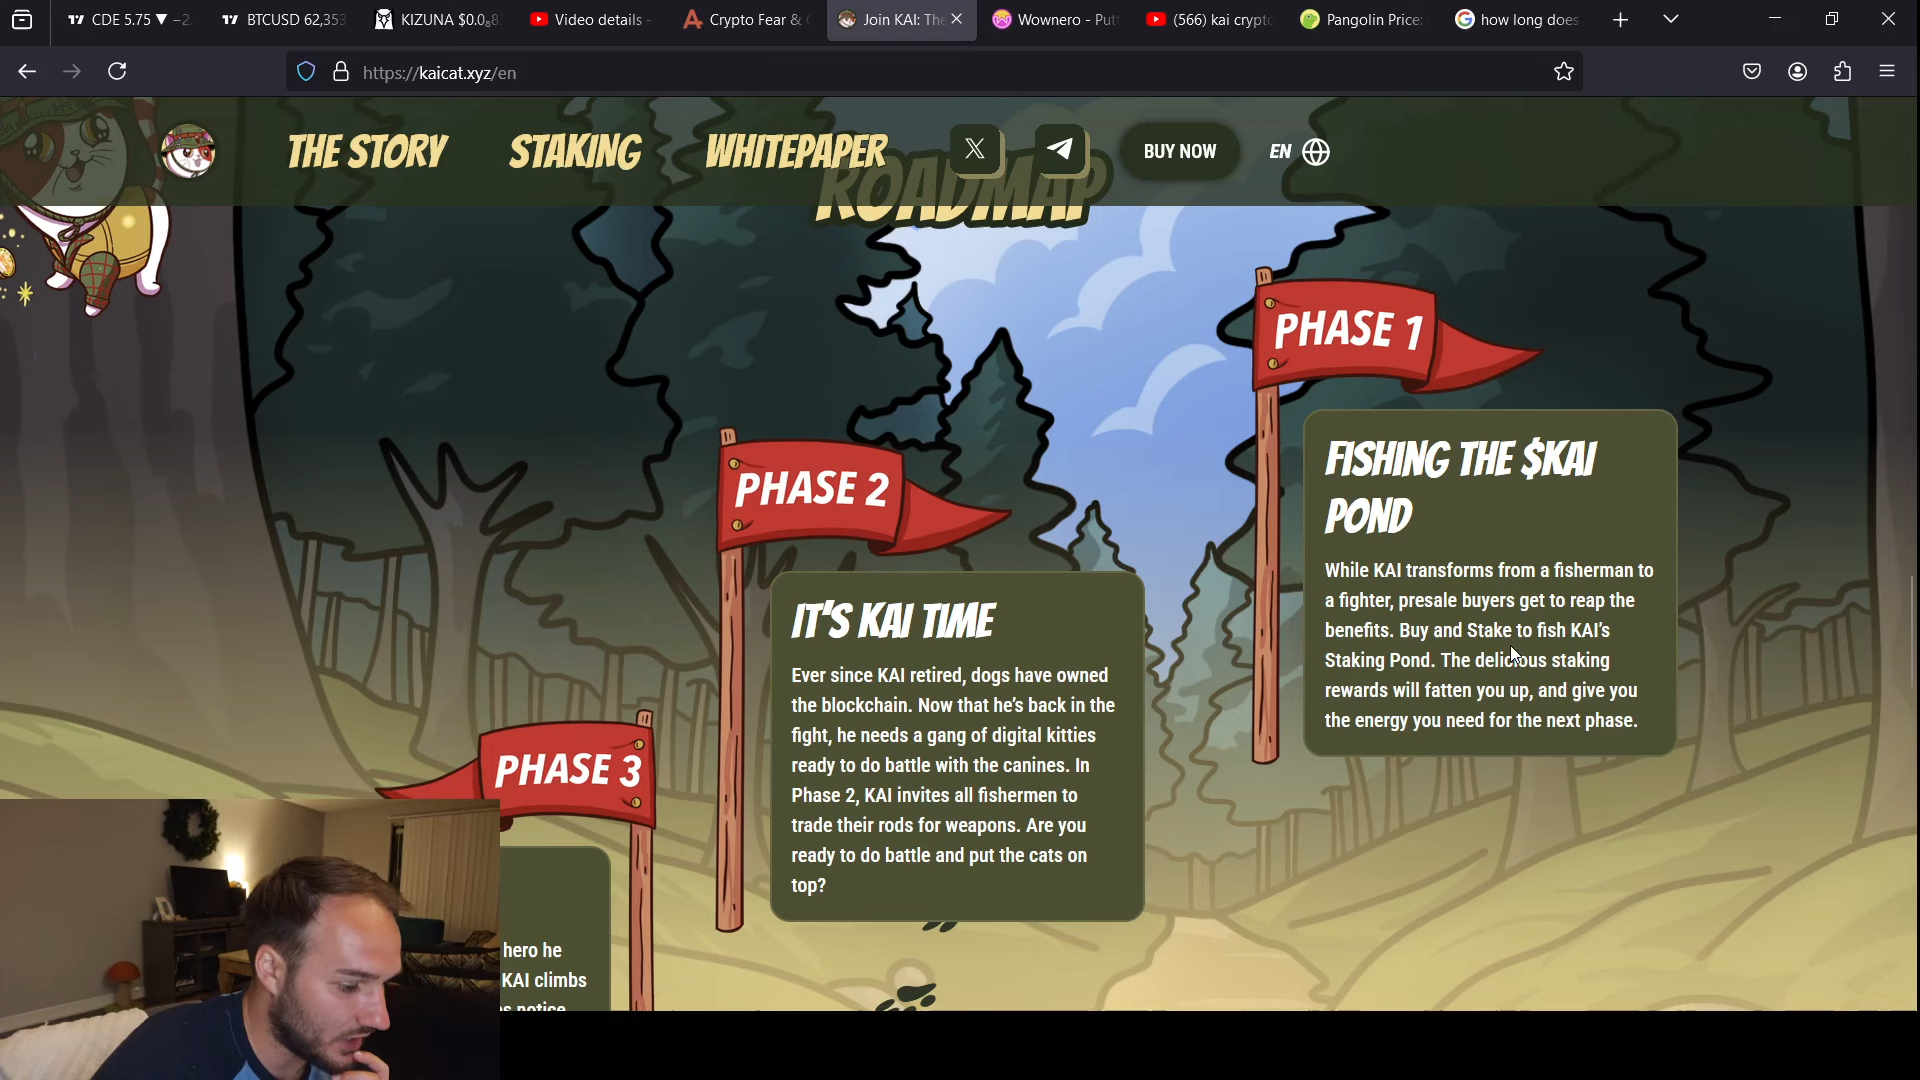 CDE 5.75 ▼ −2
BTCUSD 62,353
KIZUNA $0.0₈8
Video details -
Crypto Fear &
Join KAI: The
Wownero - Put
(566) kai crypto
Pangolin Price:
how long does
https://kaicat.xyz/en
THE STORY
STAKING
WHITEPAPER
BUY NOW
EN
ROADMAP
PHASE 1
FISHING THE $KAI
POND
While KAI transforms from a fisherman to
a fighter, presale buyers get to reap the
benefits. Buy and Stake to fish KAI's
Staking Pond. The delicious staking
rewards will fatten you up, and give you
the energy you need for the next phase.
PHASE 2
IT'S KAI TIME
Ever since KAI retired, dogs have owned
the blockchain. Now that he's back in the
fight, he needs a gang of digital kitties
ready to do battle with the canines. In
Phase 2, KAI invites all fishermen to
trade their rods for weapons. Are you
ready to do battle and put the cats on
top?
PHASE 3
hero he
KAI climbs
s notice